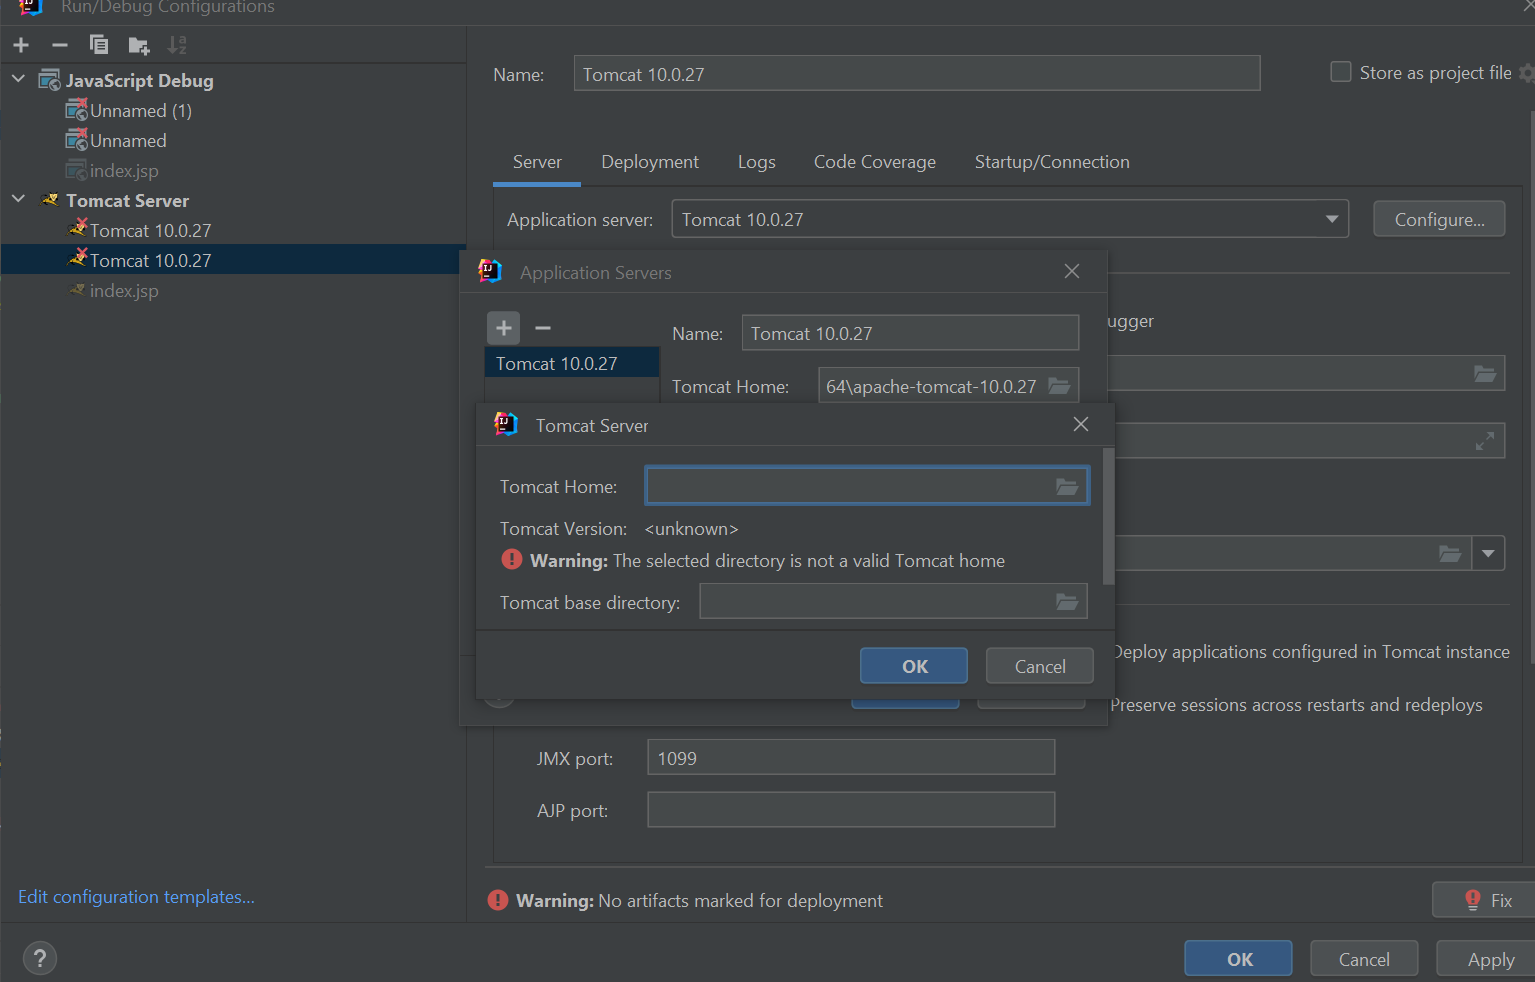 Run/Debug Configurations
JavaScript Debug
Unnamed (1)
Unnamed
index.jsp
Tomcat Server
Tomcat 10.0.27
Tomcat 10.0.27
index.jsp
Edit configuration templates...
Name: Tomcat 10.0.27
Store as project file
Server Deployment Logs Code Coverage Startup/Connection
Application server: Tomcat 10.0.27 Configure...
Application Servers
Name: Tomcat 10.0.27
Tomcat 10.0.27
Tomcat Home: 64\apache-tomcat-10.0.27
ugger
Tomcat Server
Tomcat Home:
Tomcat Version: <unknown>
Warning: The selected directory is not a valid Tomcat home
Tomcat base directory:
OK Cancel
Deploy applications configured in Tomcat instance
Preserve sessions across restarts and redeploys
JMX port: 1099
AJP port:
Warning: No artifacts marked for deployment
Fix
? OK Cancel Apply